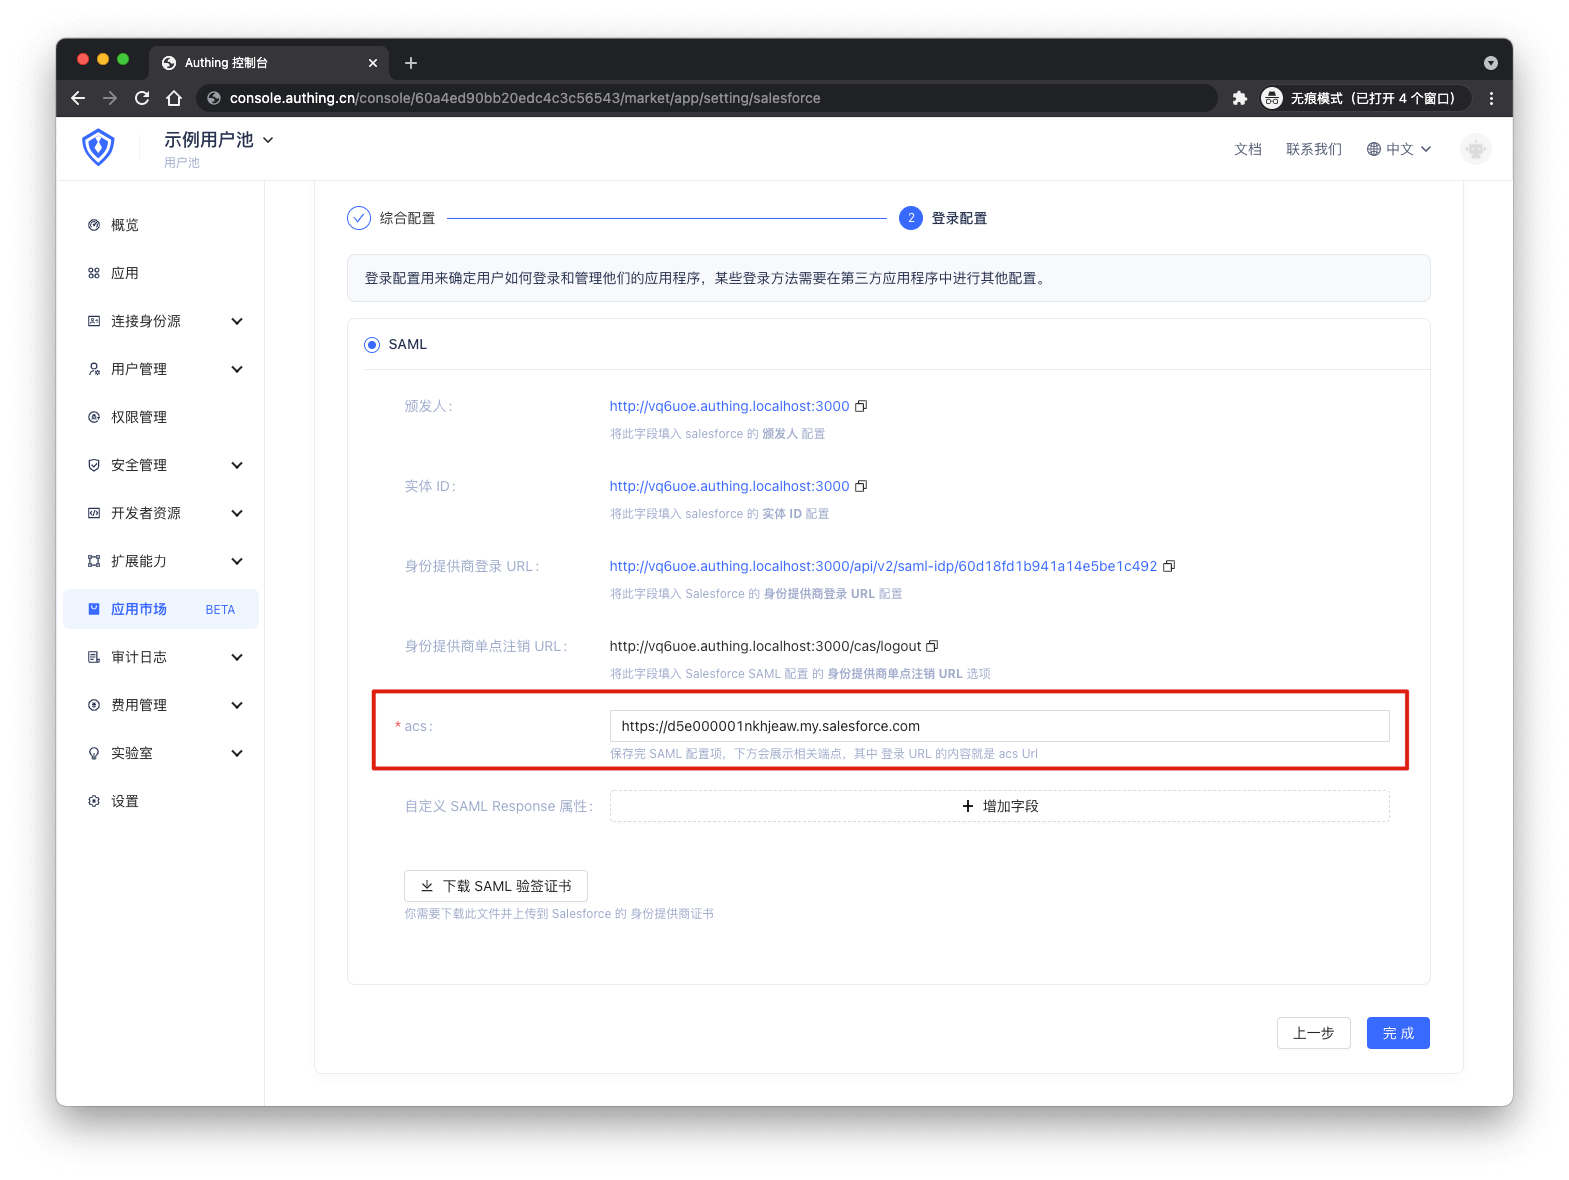 Authing 控制台
console.authing.cn/console/60a4ed90bb20edc4c3c56543/market/app/setting/salesforce
无痕模式（已打开 4 个窗口）
示例用户池
用户池
文档
联系我们
中文
概览
应用
连接身份源
用户管理
权限管理
安全管理
开发者资源
扩展能力
应用市场 BETA
审计日志
费用管理
实验室
设置
综合配置
2 登录配置
登录配置用来确定用户如何登录和管理他们的应用程序，某些登录方法需要在第三方应用程序中进行其他配置。
SAML
颁发人: http://vq6uoe.authing.localhost:3000
将此字段填入 salesforce 的 颁发人 配置
实体 ID: http://vq6uoe.authing.localhost:3000
将此字段填入 salesforce 的 实体 ID 配置
身份提供商登录 URL: http://vq6uoe.authing.localhost:3000/api/v2/saml-idp/60d18fd1b941a14e5be1c492
将此字段填入 Salesforce 的 身份提供商登录 URL 配置
身份提供商单点注销 URL: http://vq6uoe.authing.localhost:3000/cas/logout
将此字段填入 Salesforce SAML 配置 的 身份提供商单点注销 URL 选项
* acs: https://d5e000001nkhjeaw.my.salesforce.com
保存完 SAML 配置项，下方会展示相关端点，其中 登录 URL 的内容就是 acs Url
自定义 SAML Response 属性: + 增加字段
下载 SAML 验签证书
你需要下载此文件并上传到 Salesforce 的 身份提供商证书
上一步
完 成